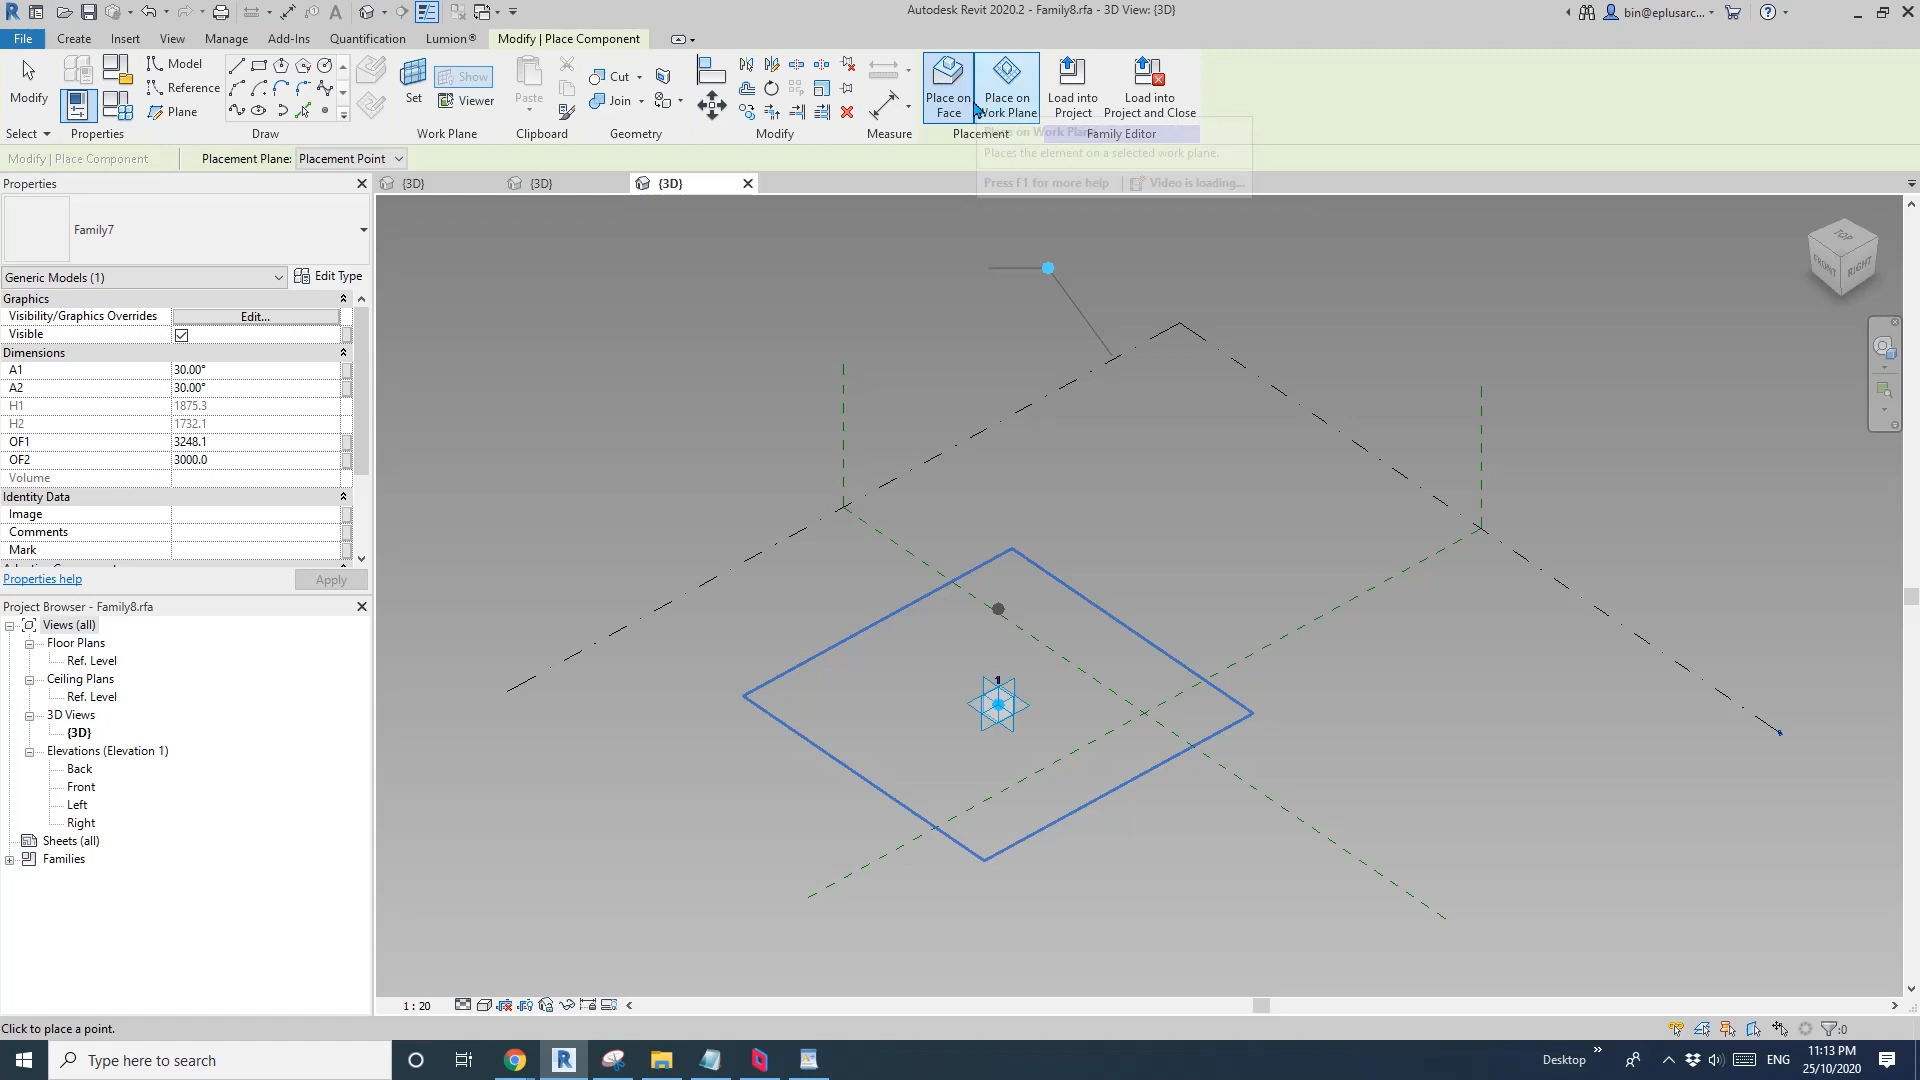 Autodesk Revit 2020.2 - Family8.rfa - 3D View: {3D}
bin@eplusarc...
File
Create
Insert
View
Manage
Add-Ins
Quantification
Lumion®
Modify | Place Component
Modify
Model
Reference
Plane
Set
Show
Viewer
Paste
Cut
Join
Place on Face
Place on Work Plane
Load into Project
Load into Project and Close
Select
Properties
Draw
Work Plane
Clipboard
Geometry
Modify
Measure
Placement
Family Editor
Place on Work Plane
Places the element on a selected work plane.
Press F1 for more help
Video is loading...
Modify | Place Component
Placement Plane:
Placement Point
Properties
{3D}
{3D}
{3D}
Family7
Generic Models (1)
Edit Type
Graphics
Visibility/Graphics Overrides
Edit...
Visible
Dimensions
A1
30.00°
A2
30.00°
H1
1875.3
H2
1732.1
OF1
3248.1
OF2
3000.0
Volume
Identity Data
Image
Comments
Mark
Properties help
Apply
Project Browser - Family8.rfa
Views (all)
Floor Plans
Ref. Level
Ceiling Plans
Ref. Level
3D Views
{3D}
Elevations (Elevation 1)
Back
Front
Left
Right
Sheets (all)
Families
TOP
FRONT
RIGHT
1
1 : 20
Click to place a point.
:0
Type here to search
Desktop
ENG
11:13 PM
25/10/2020